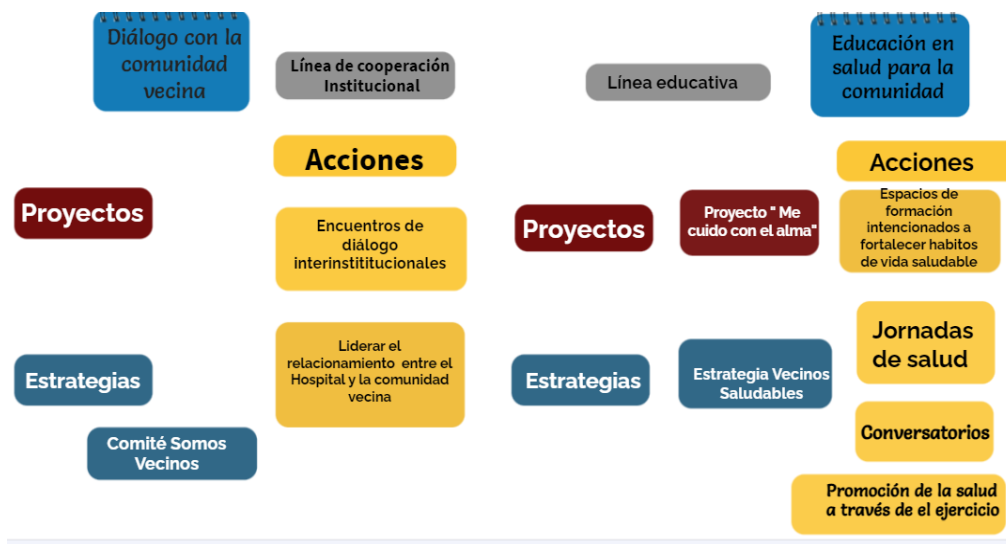 Diálogo con la
comunidad
vecina
Línea de cooperación
Institucional
Acciones
Proyectos
Encuentros de
diálogo
interinstititucionales
Estrategias
Liderar el
relacionamiento entre el
Hospital y la comunidad
vecina
Comité Somos
Vecinos
Línea educativa
Educación en
salud para la
comunidad
Acciones
Proyectos
Proyecto " Me
cuido con el alma"
Espacios de
formación
intencionados a
fortalecer habitos
de vida saludable
Estrategias
Estrategia Vecinos
Saludables
Jornadas
de salud
Conversatorios
Promoción de la salud
a través de el ejercicio